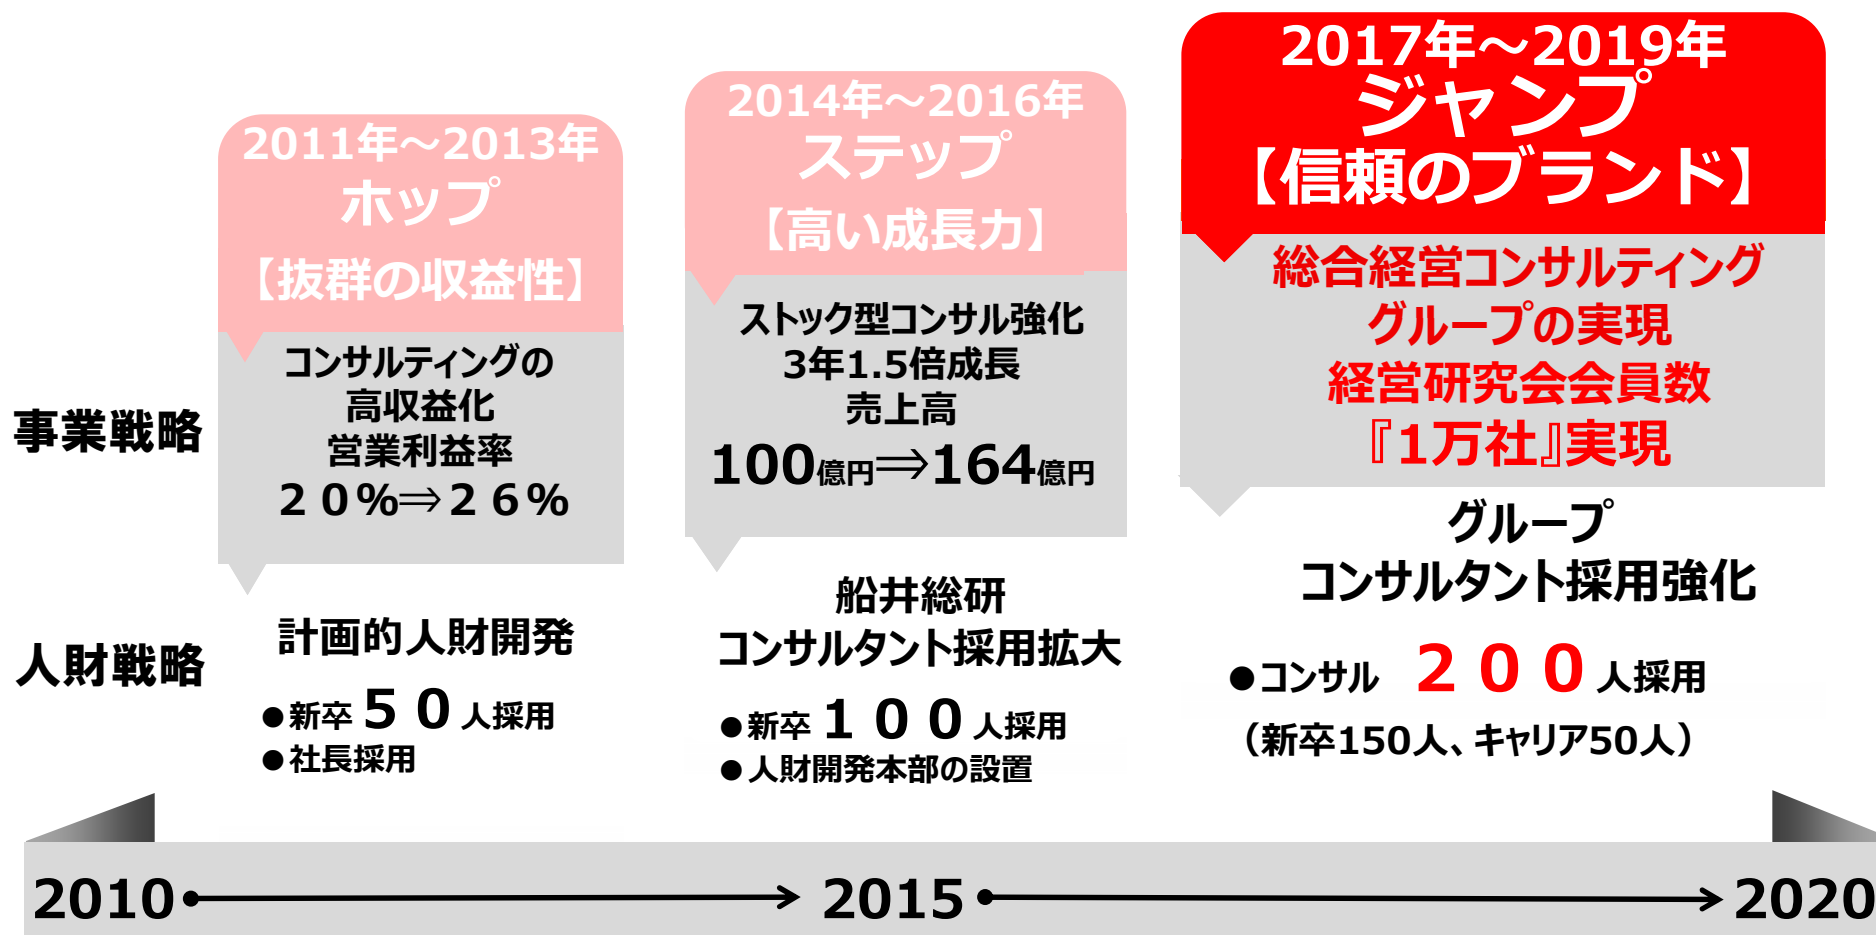 2011年～2013年
ホップ
【抜群の収益性】
2014年～2016年
ステップ
【高い成長力】
2017年～2019年
ジャンプ
【信頼のブランド】
事業戦略
コンサルティングの
高収益化
営業利益率
２０%⇒２６%
ストック型コンサル強化
3年1.5倍成長
売上高
100億円⇒164億円
総合経営コンサルティング
グループの実現
経営研究会会員数
『1万社』実現
人財戦略
計画的人財開発
●新卒５０人採用
●社長採用
船井総研
コンサルタント採用拡大
●新卒１００人採用
●人財開発本部の設置
グループ
コンサルタント採用強化
●コンサル　２００人採用
（新卒150人、キャリア50人）
2010
2015
2020